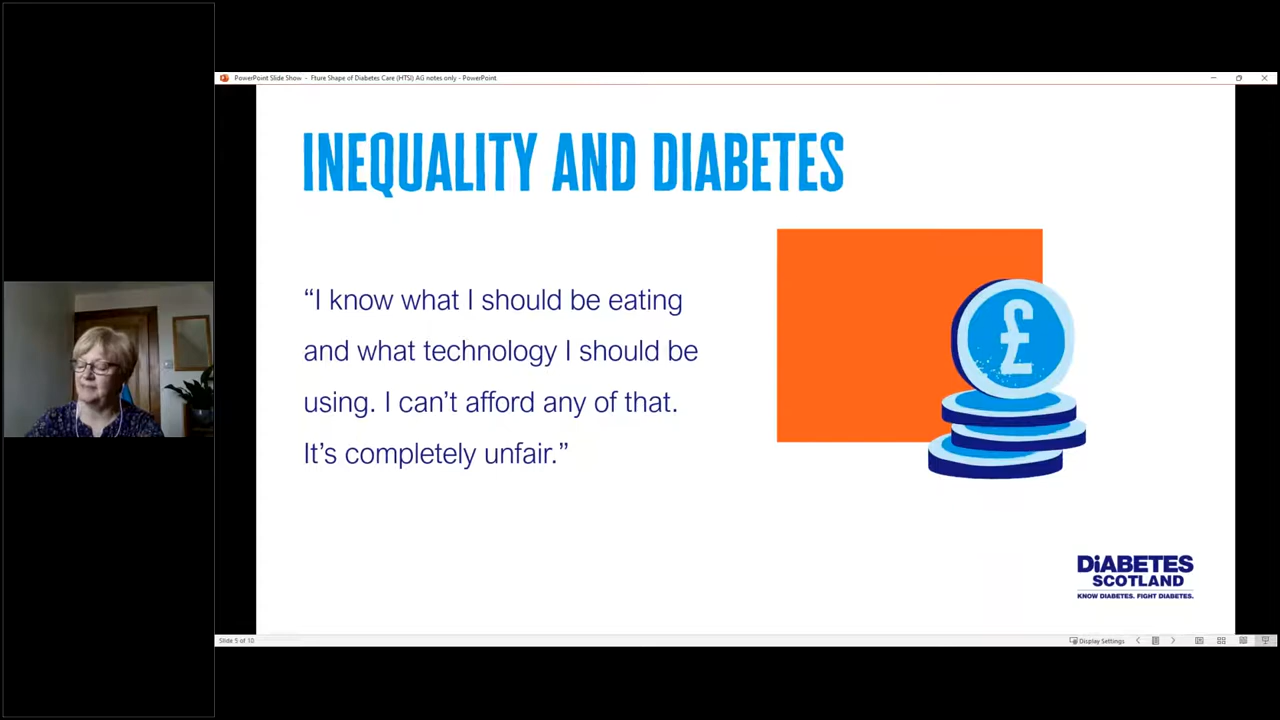 PowerPoint Slide Show - Fture Shape of Diabetes Care (HTSI) AG notes only - PowerPoint
INEQUALITY AND DIABETES
“I know what I should be eating
and what technology I should be
using. I can’t afford any of that.
It’s completely unfair.”
£
DiABETES
SCOTLAND
KNOW DIABETES. FIGHT DIABETES.
Slide 5 of 10
Display Settings